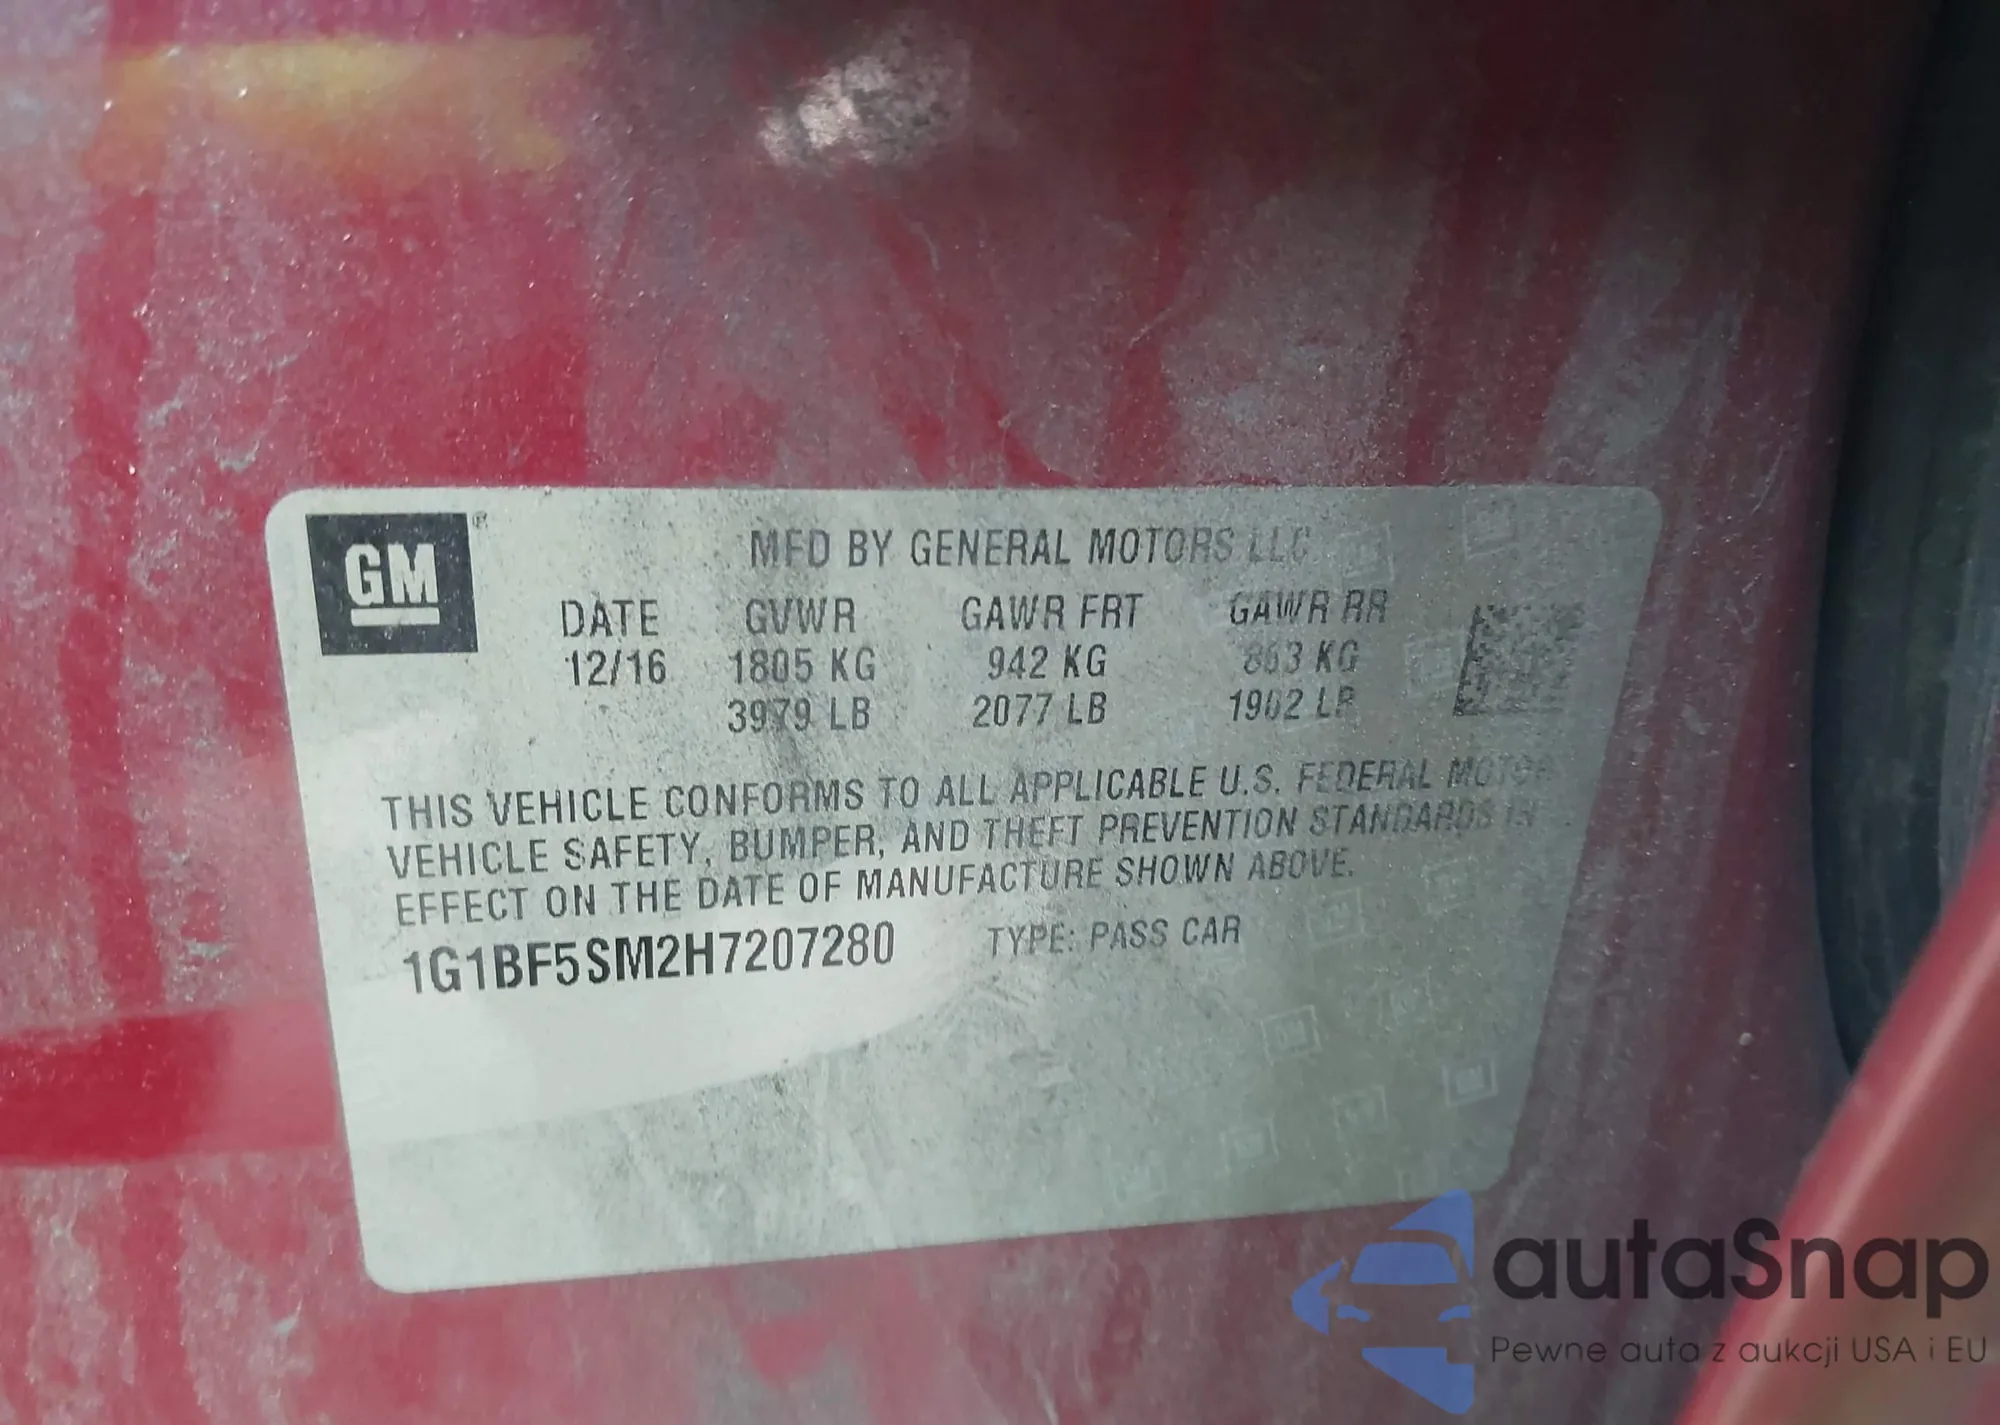 GM®
MFD BY GENERAL MOTORS LLC
DATE GVWR GAWR FRT GAWR RR
12/16 1805 KG 942 KG 863 KG
3979 LB 2077 LB 1902 LB
THIS VEHICLE CONFORMS TO ALL APPLICABLE U.S. FEDERAL MOTOR
VEHICLE SAFETY, BUMPER, AND THEFT PREVENTION STANDARDS IN
EFFECT ON THE DATE OF MANUFACTURE SHOWN ABOVE.
1G1BF5SM2H7207280 TYPE: PASS CAR
autaSnap
Pewne auta z aukcji USA i EU